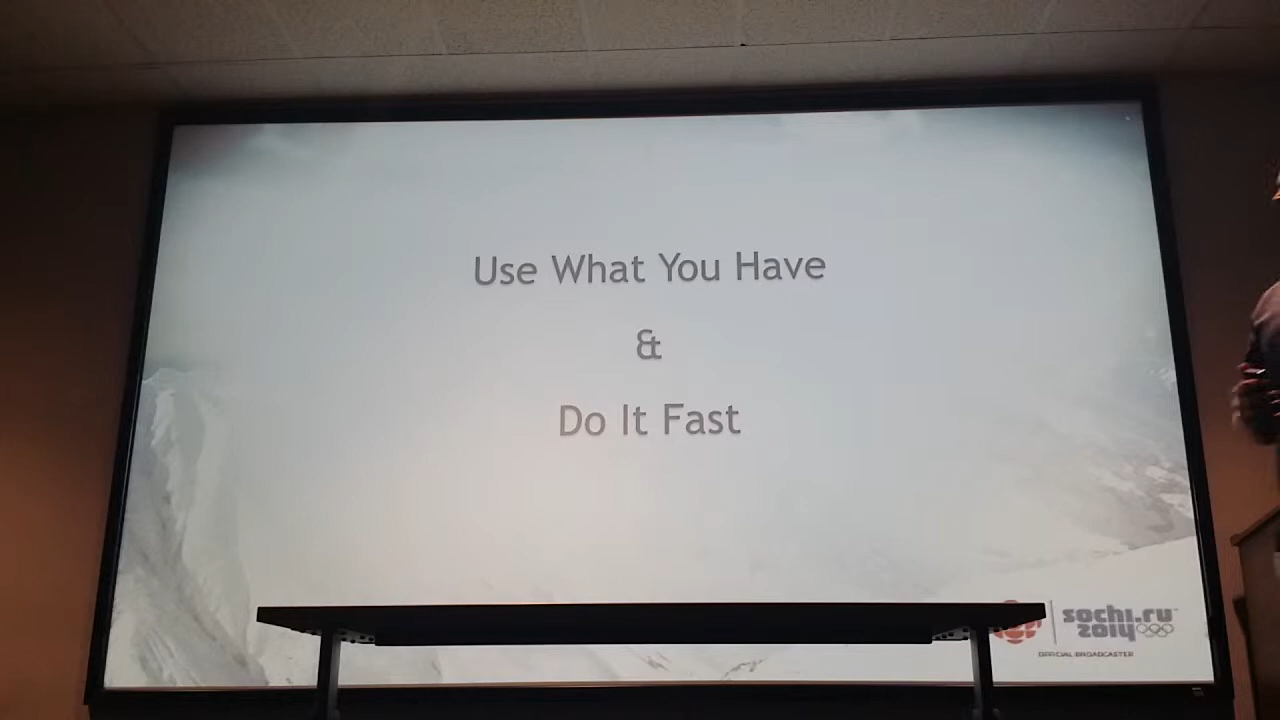 Use What You Have
&
Do It Fast
sochi.ru
2014
OFFICIAL BROADCASTER